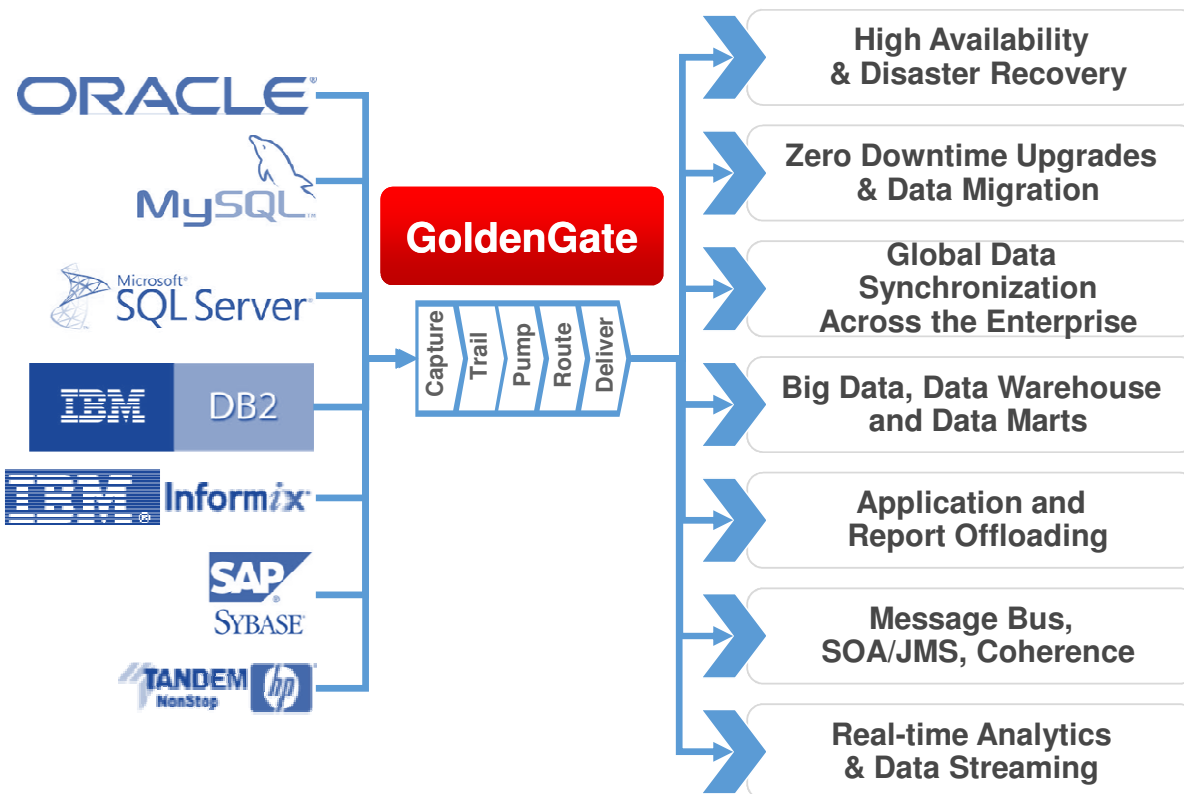 ORACLE®
MySQL™
Microsoft®
SQL Server®
IBM DB2
IBM® Informix®
SAP®
SYBASE®
TANDEM
NonStop
hp®
GoldenGate
Capture
Trail
Pump
Route
Deliver
High Availability
& Disaster Recovery
Zero Downtime Upgrades
& Data Migration
Global Data
Synchronization
Across the Enterprise
Big Data, Data Warehouse
and Data Marts
Application and
Report Offloading
Message Bus,
SOA/JMS, Coherence
Real-time Analytics
& Data Streaming